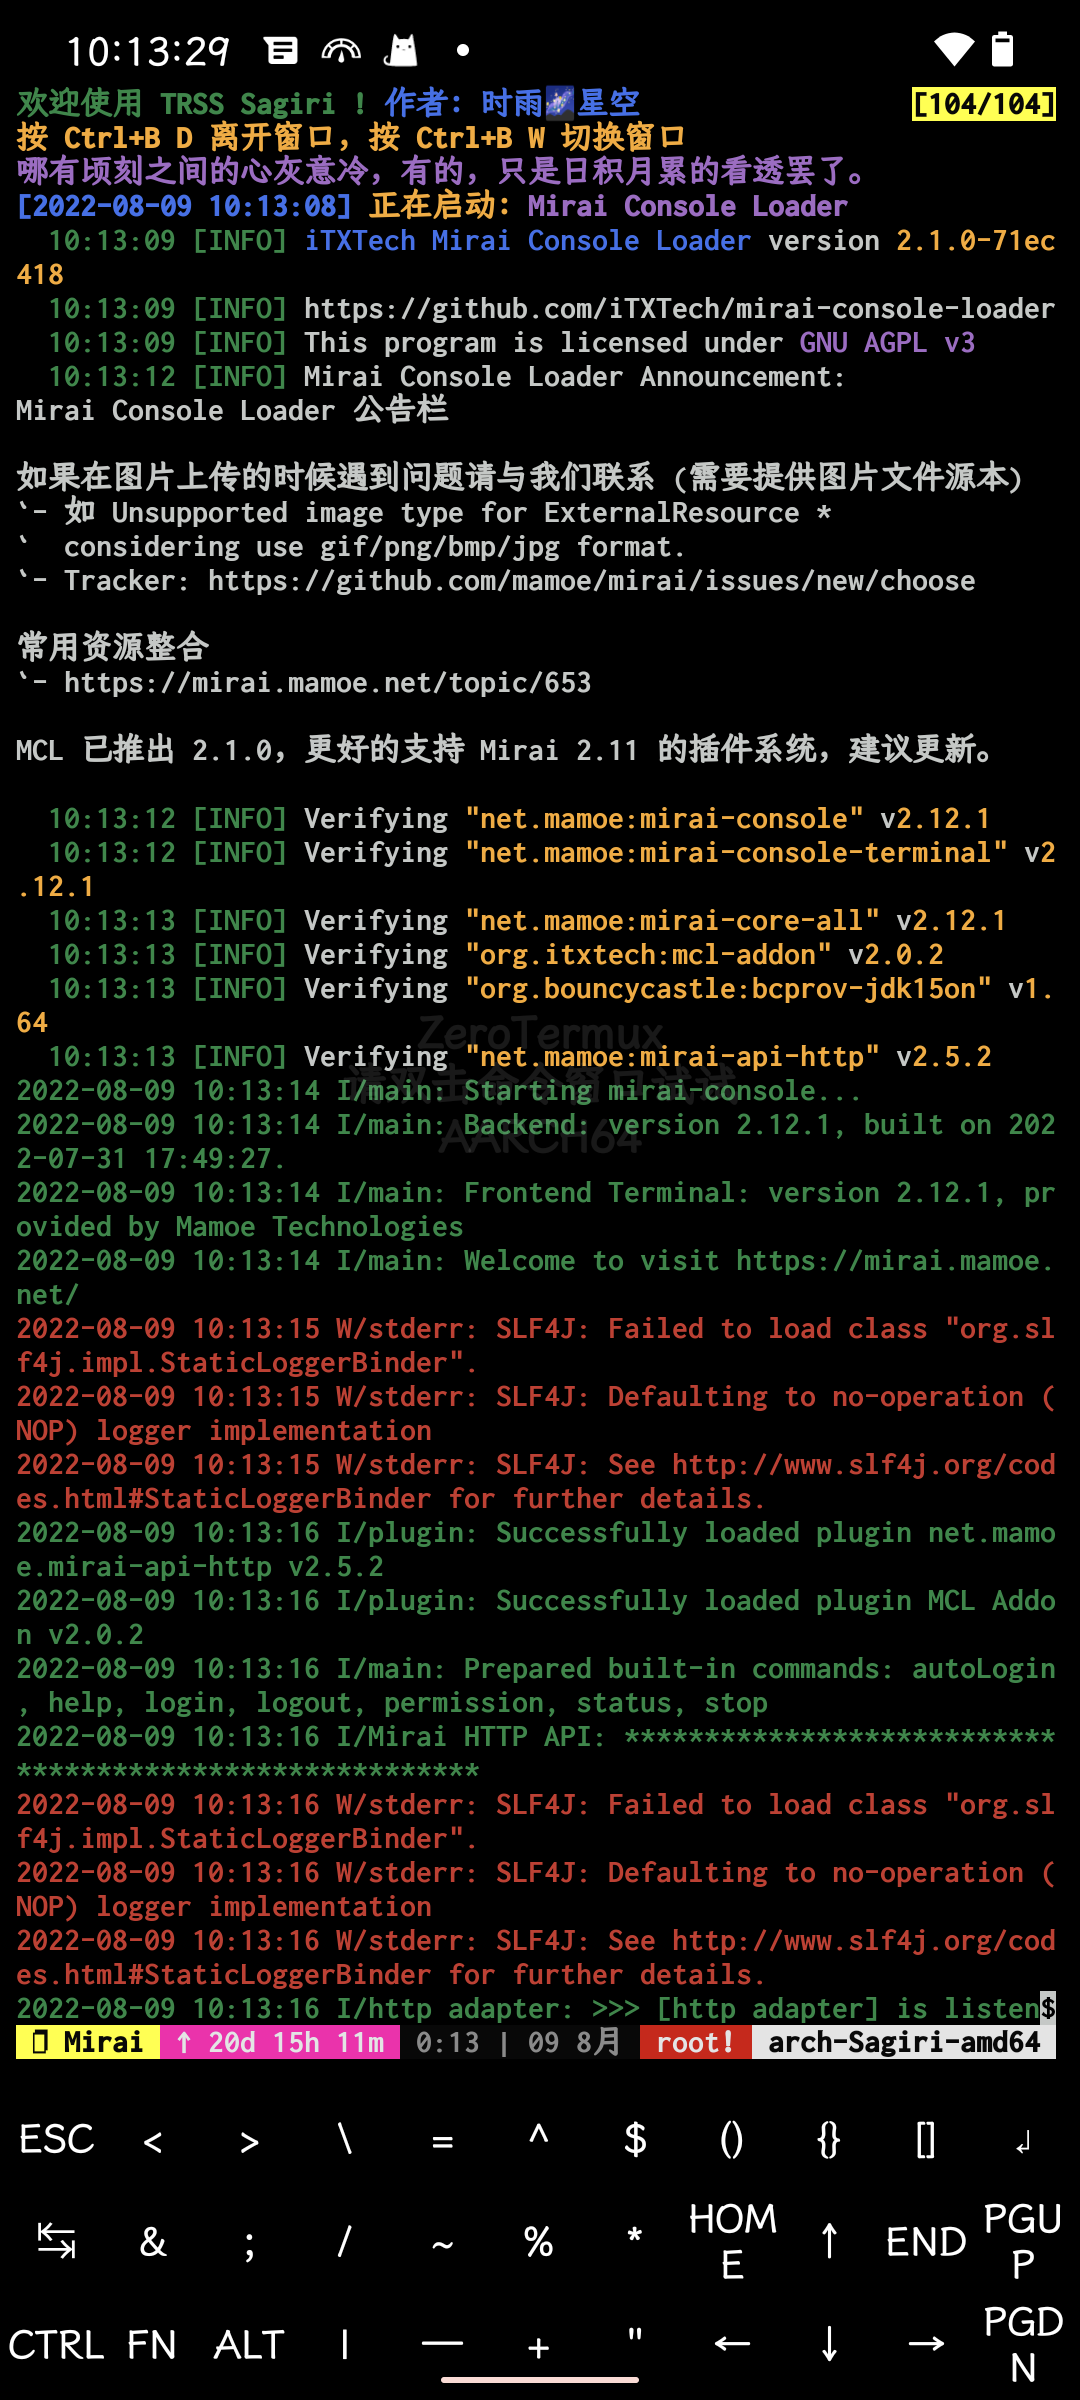 10:13:29
欢迎使用 TRSS Sagiri ! 作者: 时雨🌌星空 [104/104]
按 Ctrl+B D 离开窗口, 按 Ctrl+B W 切换窗口
哪有顷刻之间的心灰意冷, 有的, 只是日积月累的看透罢了。
[2022-08-09 10:13:08] 正在启动: Mirai Console Loader
10:13:09 [INFO] iTXTech Mirai Console Loader version 2.1.0-71ec
418
10:13:09 [INFO] https://github.com/iTXTech/mirai-console-loader
10:13:09 [INFO] This program is licensed under GNU AGPL v3
10:13:12 [INFO] Mirai Console Loader Announcement:
Mirai Console Loader 公告栏
如果在图片上传的时候遇到问题请与我们联系 (需要提供图片文件源本)
`- 如 Unsupported image type for ExternalResource *
`  considering use gif/png/bmp/jpg format.
`- Tracker: https://github.com/mamoe/mirai/issues/new/choose
常用资源整合
`- https://mirai.mamoe.net/topic/653
MCL 已推出 2.1.0, 更好的支持 Mirai 2.11 的插件系统, 建议更新。
10:13:12 [INFO] Verifying "net.mamoe:mirai-console" v2.12.1
10:13:12 [INFO] Verifying "net.mamoe:mirai-console-terminal" v2
.12.1
10:13:13 [INFO] Verifying "net.mamoe:mirai-core-all" v2.12.1
10:13:13 [INFO] Verifying "org.itxtech:mcl-addon" v2.0.2
10:13:13 [INFO] Verifying "org.bouncycastle:bcprov-jdk15on" v1.
64
ZeroTermux
10:13:13 [INFO] Verifying "net.mamoe:mirai-api-http" v2.5.2
请双击命令窗口试试
2022-08-09 10:13:14 I/main: Starting mirai-console...
AARCH64
2022-08-09 10:13:14 I/main: Backend: version 2.12.1, built on 202
2-07-31 17:49:27.
2022-08-09 10:13:14 I/main: Frontend Terminal: version 2.12.1, pr
ovided by Mamoe Technologies
2022-08-09 10:13:14 I/main: Welcome to visit https://mirai.mamoe.
net/
2022-08-09 10:13:15 W/stderr: SLF4J: Failed to load class "org.sl
f4j.impl.StaticLoggerBinder".
2022-08-09 10:13:15 W/stderr: SLF4J: Defaulting to no-operation (
NOP) logger implementation
2022-08-09 10:13:15 W/stderr: SLF4J: See http://www.slf4j.org/cod
es.html#StaticLoggerBinder for further details.
2022-08-09 10:13:16 I/plugin: Successfully loaded plugin net.mamo
e.mirai-api-http v2.5.2
2022-08-09 10:13:16 I/plugin: Successfully loaded plugin MCL Addo
n v2.0.2
2022-08-09 10:13:16 I/main: Prepared built-in commands: autoLogin
, help, login, logout, permission, status, stop
2022-08-09 10:13:16 I/Mirai HTTP API: ***************************
*****************************
2022-08-09 10:13:16 W/stderr: SLF4J: Failed to load class "org.sl
f4j.impl.StaticLoggerBinder".
2022-08-09 10:13:16 W/stderr: SLF4J: Defaulting to no-operation (
NOP) logger implementation
2022-08-09 10:13:16 W/stderr: SLF4J: See http://www.slf4j.org/cod
es.html#StaticLoggerBinder for further details.
2022-08-09 10:13:16 I/http adapter: >>> [http adapter] is listen$
Mirai ↑ 20d 15h 11m 0:13 | 09 8月 root! arch-Sagiri-amd64
ESC < > \ = ^ $ () {} [] ↲
↹ & ; / ~ % * HOME ↑ END PGUP
CTRL FN ALT | — + " ← ↓ → PGDN